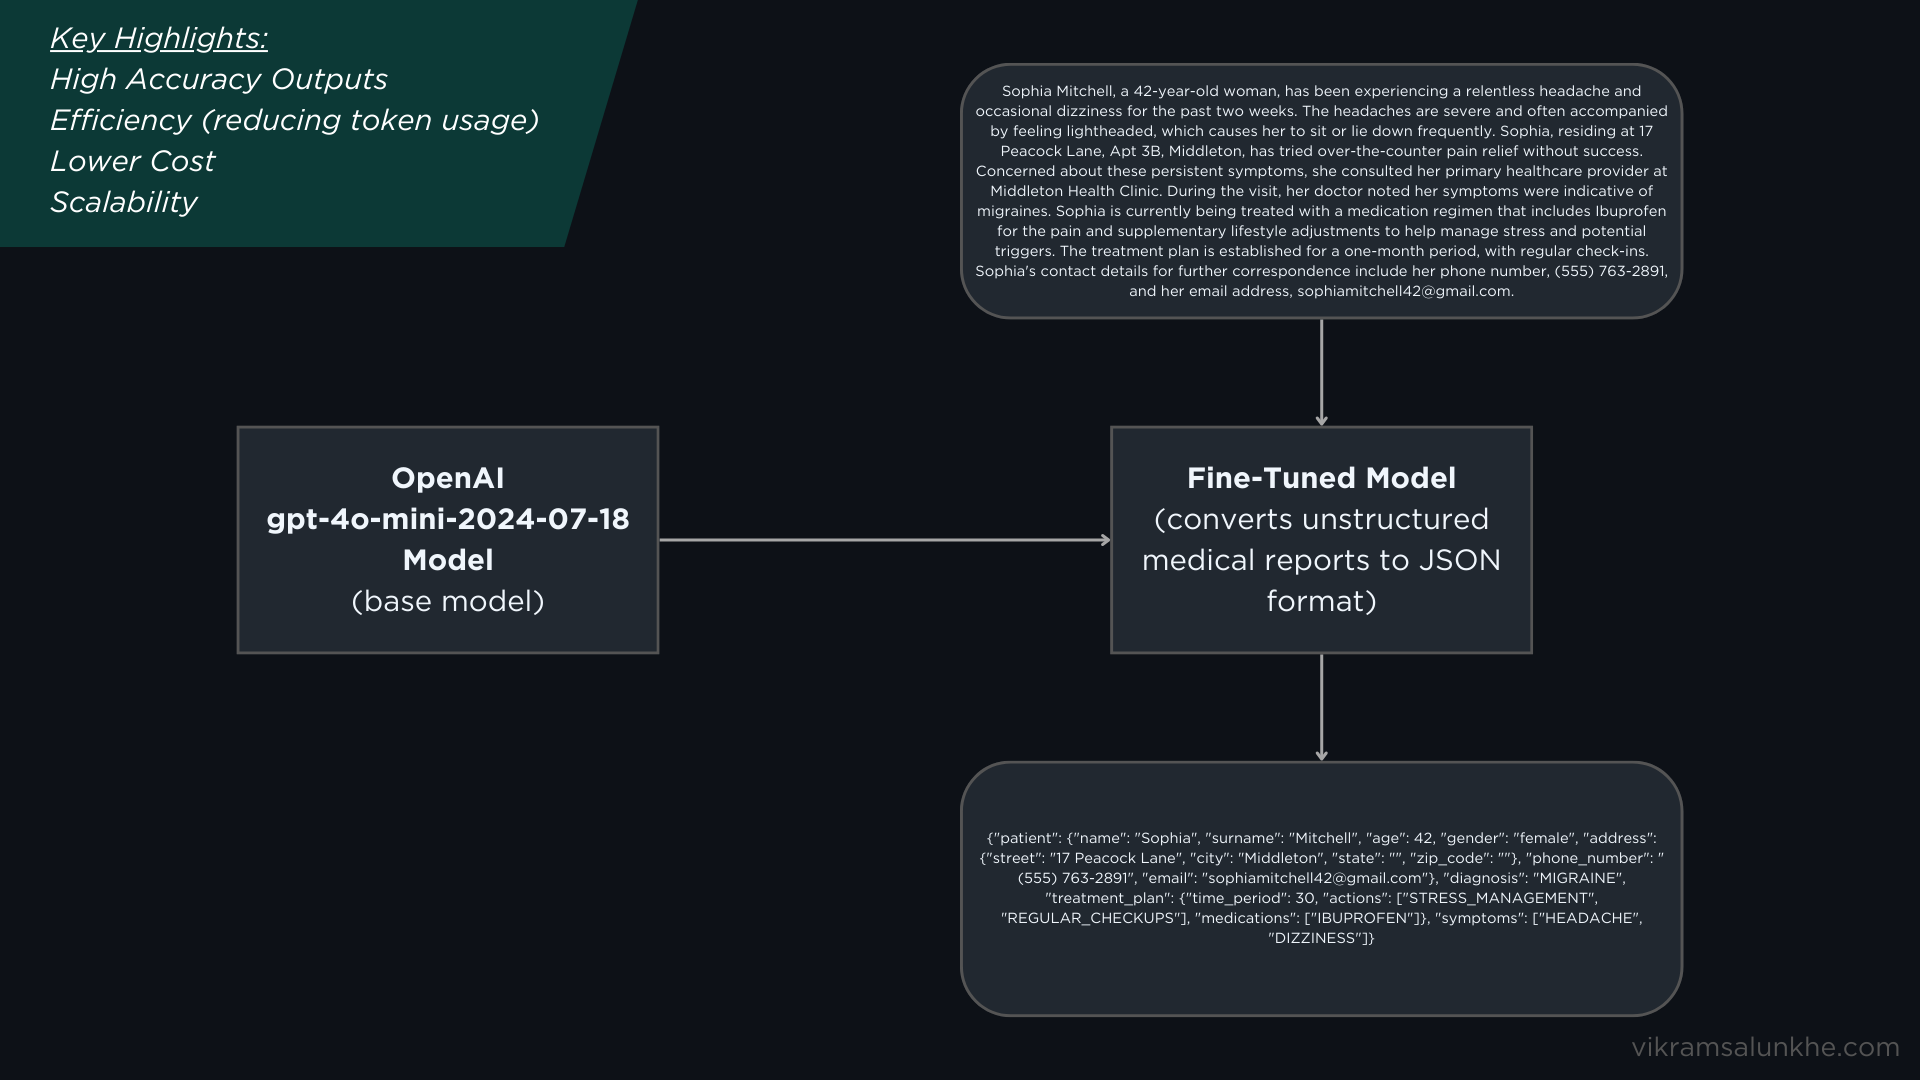 Key Highlights:
High Accuracy Outputs
Efficiency (reducing token usage)
Lower Cost
Scalability
Sophia Mitchell, a 42-year-old woman, has been experiencing a relentless headache and
occasional dizziness for the past two weeks. The headaches are severe and often accompanied
by feeling lightheaded, which causes her to sit or lie down frequently. Sophia, residing at 17
Peacock Lane, Apt 3B, Middleton, has tried over-the-counter pain relief without success.
Concerned about these persistent symptoms, she consulted her primary healthcare provider at
Middleton Health Clinic. During the visit, her doctor noted her symptoms were indicative of
migraines. Sophia is currently being treated with a medication regimen that includes Ibuprofen
for the pain and supplementary lifestyle adjustments to help manage stress and potential
triggers. The treatment plan is established for a one-month period, with regular check-ins.
Sophia's contact details for further correspondence include her phone number, (555) 763-2891,
and her email address, sophiamitchell42@gmail.com.
OpenAI
gpt-4o-mini-2024-07-18
Model
(base model)
Fine-Tuned Model
(converts unstructured
medical reports to JSON
format)
{"patient": {"name": "Sophia", "surname": "Mitchell", "age": 42, "gender": "female", "address":
{"street": "17 Peacock Lane", "city": "Middleton", "state": "", "zip_code": ""}, "phone_number": "
(555) 763-2891", "email": "sophiamitchell42@gmail.com"}, "diagnosis": "MIGRAINE",
"treatment_plan": {"time_period": 30, "actions": ["STRESS_MANAGEMENT",
"REGULAR_CHECKUPS"], "medications": ["IBUPROFEN"]}, "symptoms": ["HEADACHE",
"DIZZINESS"]}
vikramsalunkhe.com